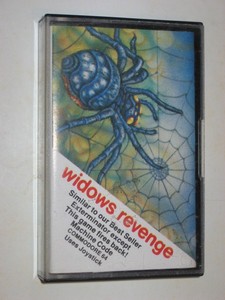 widows revenge
Similar to our Best Seller
Exterminator except
This game fires back!
Machine Code
COMMODORE 64
Uses Joystick